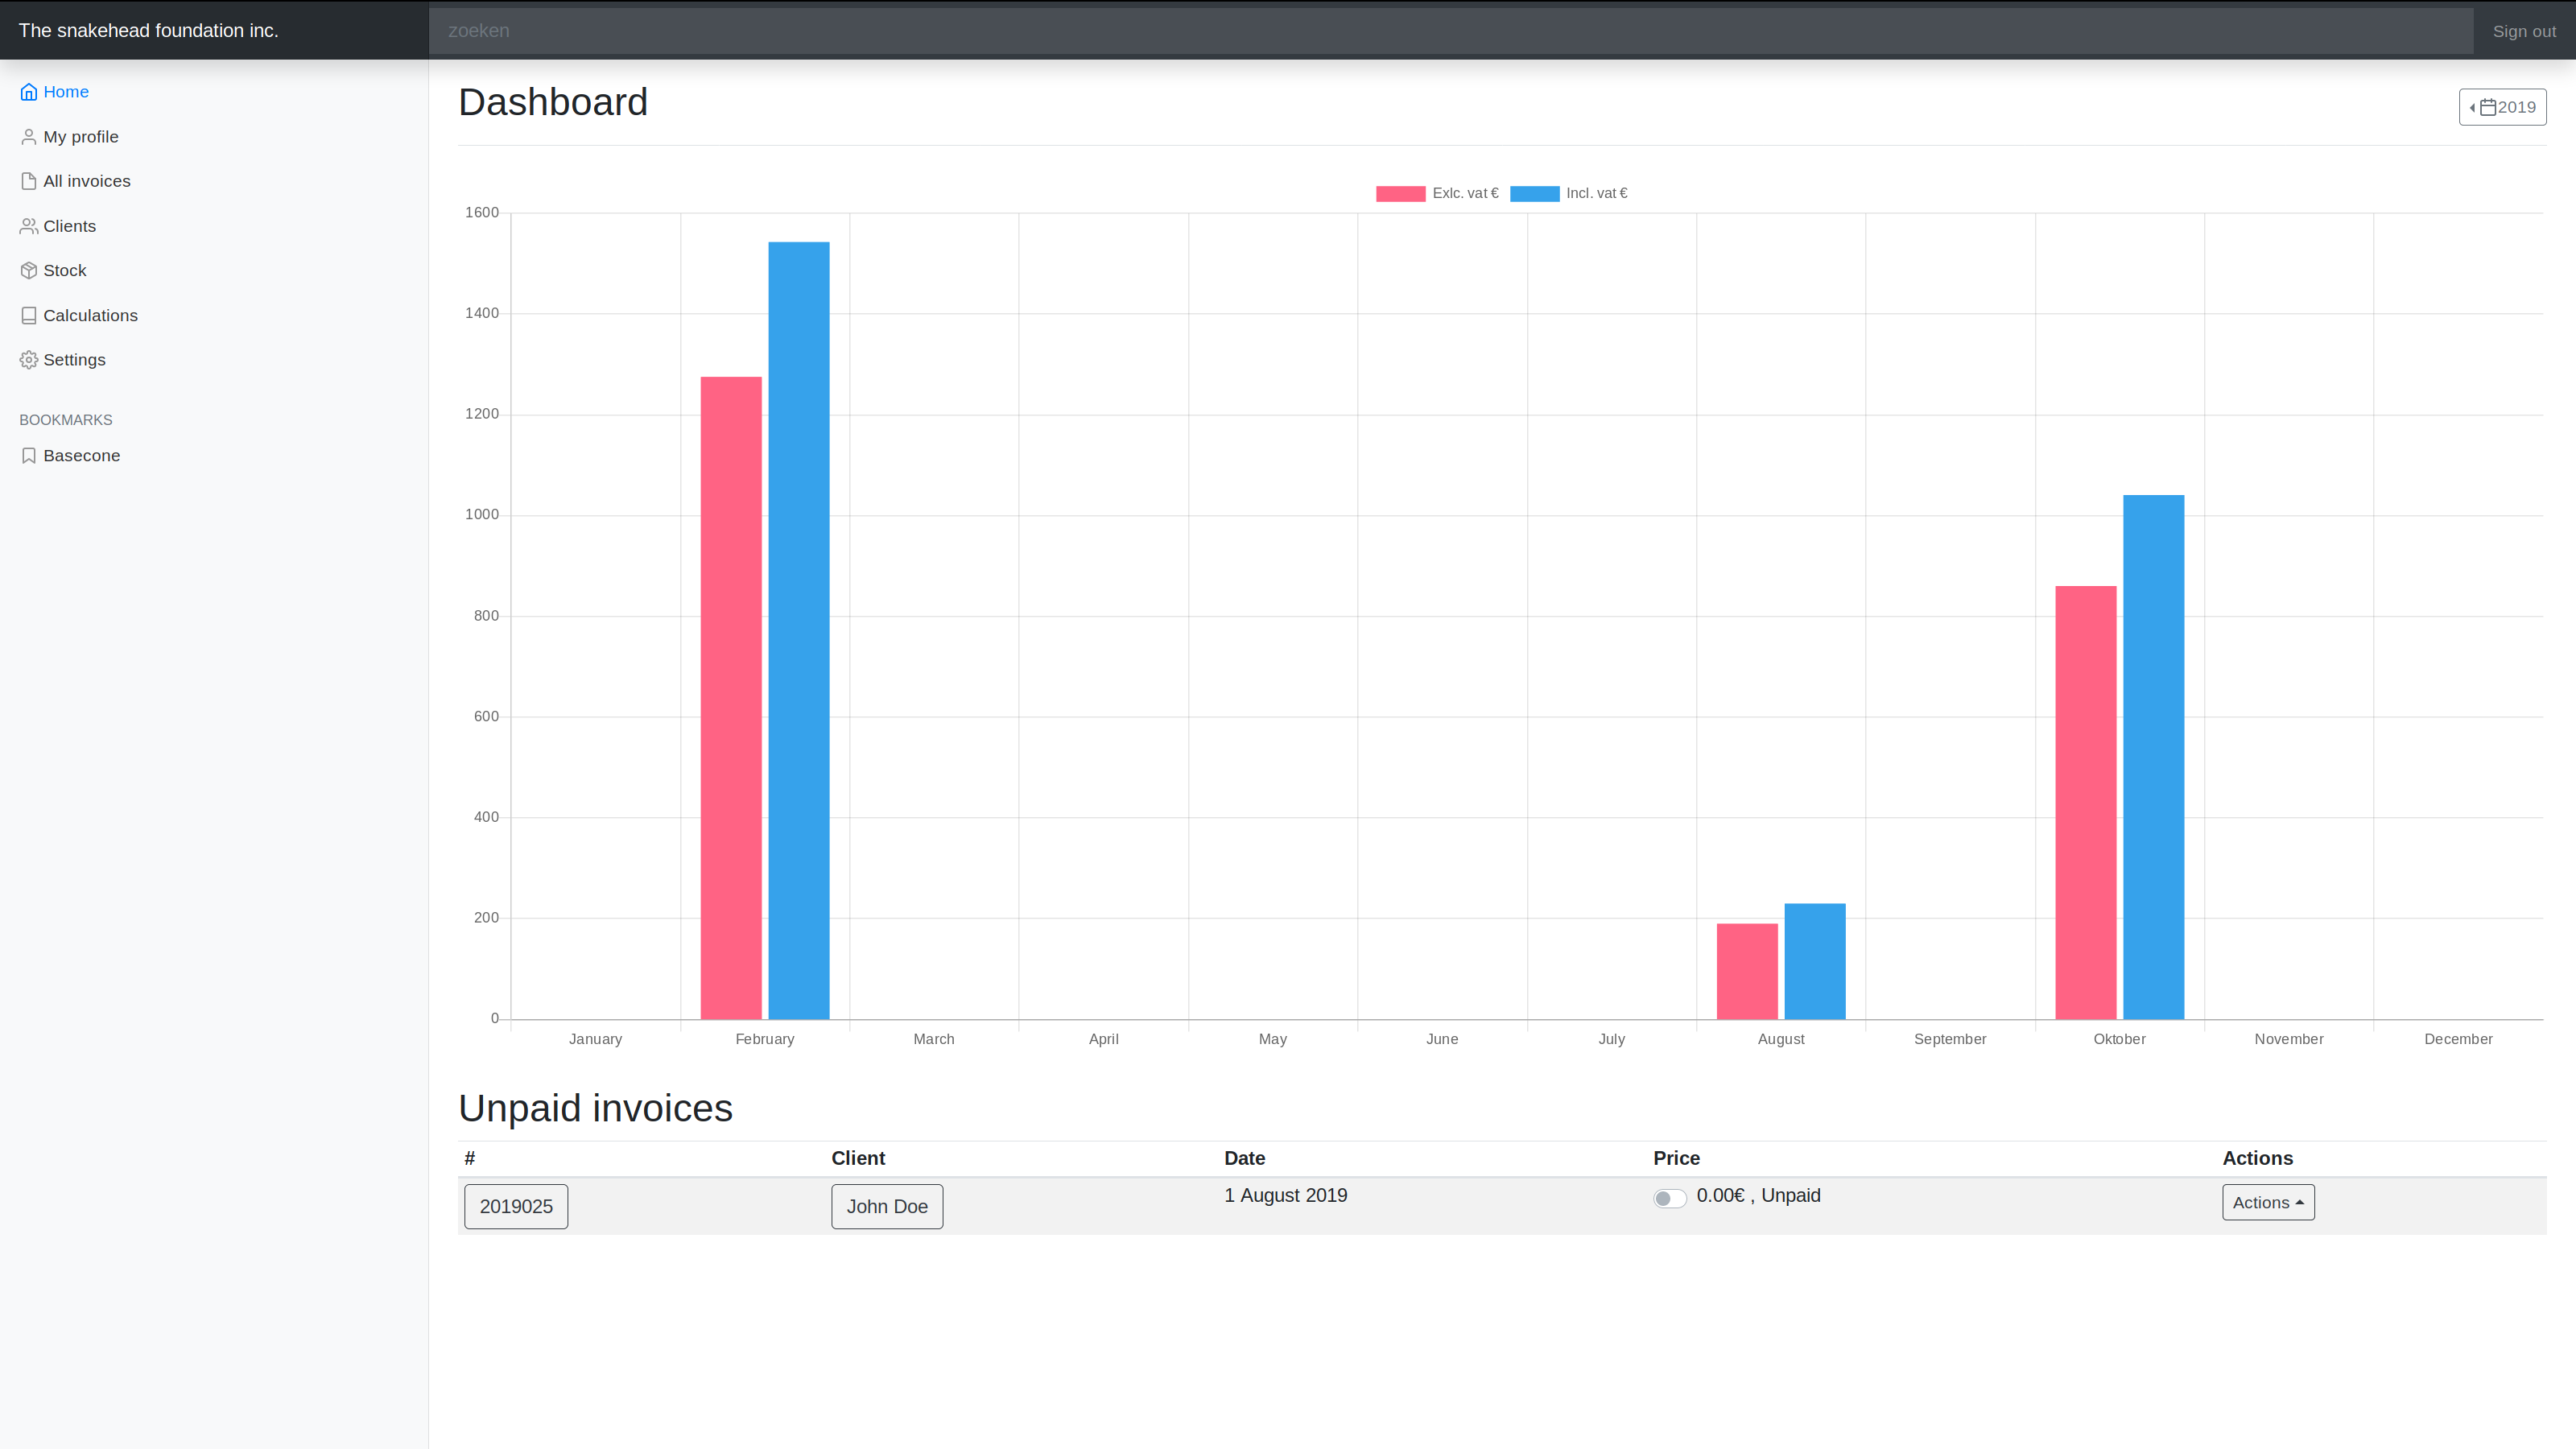 The snakehead foundation inc.
zoeken
Sign out
Home
My profile
All invoices
Clients
Stock
Calculations
Settings
BOOKMARKS
Basecone
Dashboard
2019
Exlc. vat € Incl. vat €
1600
1400
1200
1000
800
600
400
200
0
January February March April May June July August September Oktober November December
Unpaid invoices
# Client Date Price Actions
2019025 John Doe 1 August 2019 0.00€ , Unpaid Actions